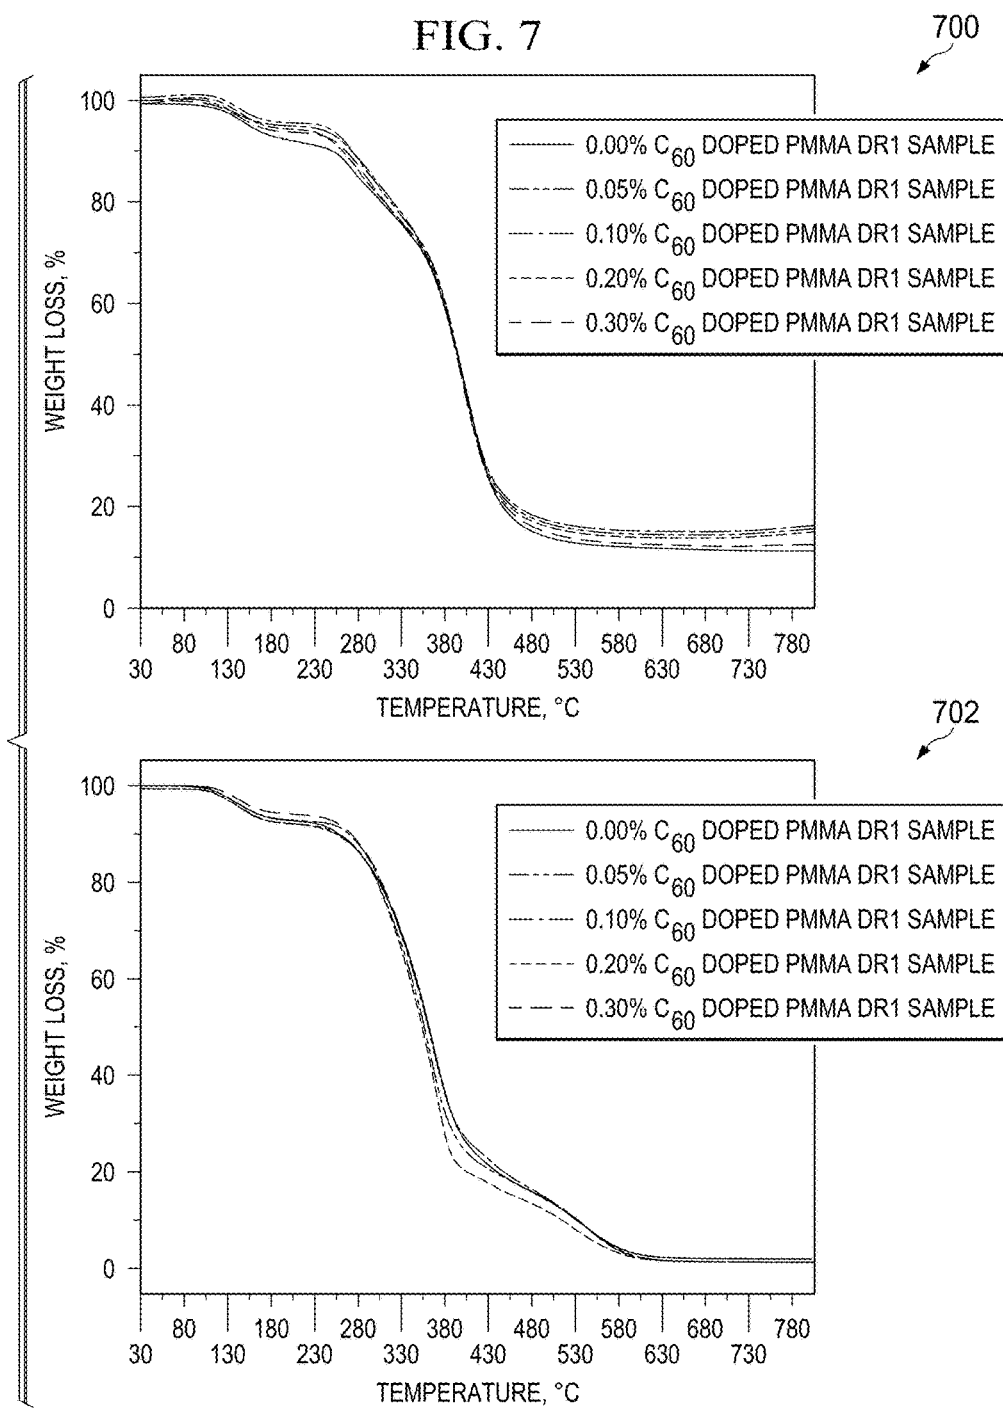 FIG. 7
700
100
80
60
40
20
0
WEIGHT LOSS, %
0.00% C60 DOPED PMMA DR1 SAMPLE
0.05% C60 DOPED PMMA DR1 SAMPLE
0.10% C60 DOPED PMMA DR1 SAMPLE
0.20% C60 DOPED PMMA DR1 SAMPLE
0.30% C60 DOPED PMMA DR1 SAMPLE
80 180 280 380 480 580 680 780
30 130 230 330 430 530 630 730
TEMPERATURE, °C
702
100
80
60
40
20
0
WEIGHT LOSS, %
0.00% C60 DOPED PMMA DR1 SAMPLE
0.05% C60 DOPED PMMA DR1 SAMPLE
0.10% C60 DOPED PMMA DR1 SAMPLE
0.20% C60 DOPED PMMA DR1 SAMPLE
0.30% C60 DOPED PMMA DR1 SAMPLE
80 180 280 380 480 580 680 780
30 130 230 330 430 530 630 730
TEMPERATURE, °C